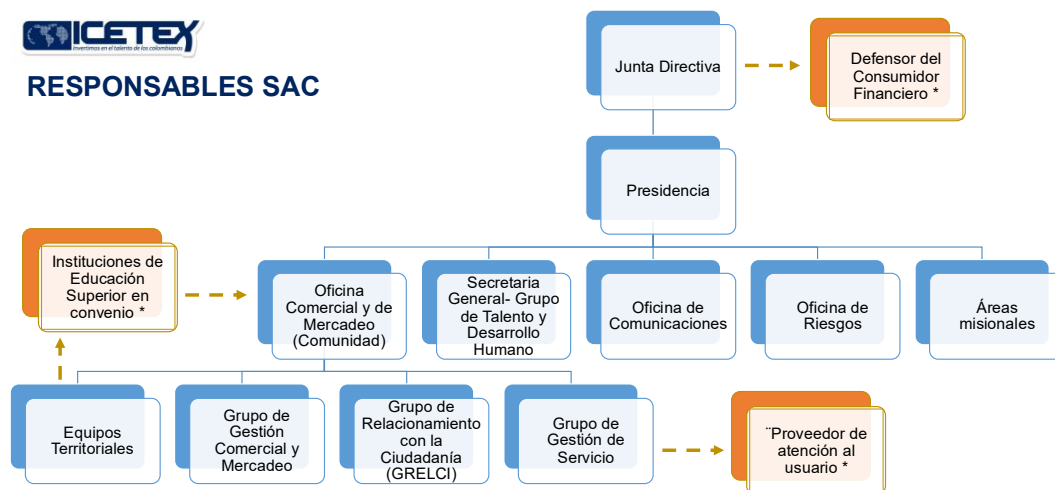 ICETEX
Invertimos en el talento de los colombianos
RESPONSABLES SAC
Junta Directiva
Defensor del
Consumidor
Financiero *
Presidencia
Instituciones de
Educación
Superior en
convenio *
Oficina
Comercial y de
Mercadeo
(Comunidad)
Secretaria
General- Grupo
de Talento y
Desarrollo
Humano
Oficina de
Comunicaciones
Oficina de
Riesgos
Áreas
misionales
Equipos
Territoriales
Grupo de
Gestión
Comercial y
Mercadeo
Grupo de
Relacionamiento
con la
Ciudadanía
(GRELCI)
Grupo de
Gestión de
Servicio
¨Proveedor de
atención al
usuario *